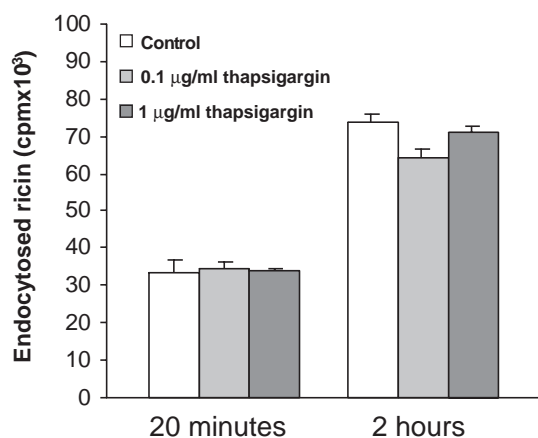 Endocytosed ricin (cpmx10³)
100
90
80
70
60
50
40
30
20
10
0
Control
0.1 μg/ml thapsigargin
1 μg/ml thapsigargin
20 minutes
2 hours